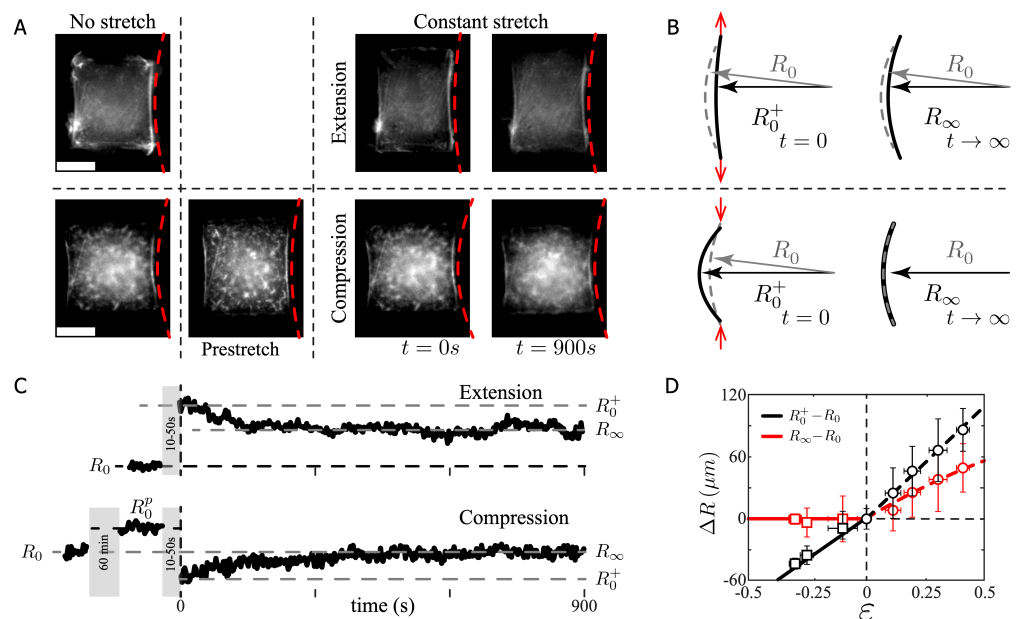 A
No stretch
Constant stretch
B
Extension
R₀
R₀⁺
t = 0
R₀
R∞
t → ∞
Compression
Prestretch
t = 0s
t = 900s
R₀
R₀⁺
t = 0
R₀
R∞
t → ∞
C
Extension
R₀⁺
R∞
R₀
10-50s
R₀ᵖ
Compression
R₀
60 min
10-50s
R∞
R₀⁺
0
time (s)
900
D
120
60
0
-60
ΔR (μm)
R₀⁺−R₀
R∞−R₀
-0.5
-0.25
0
0.25
0.5
ε